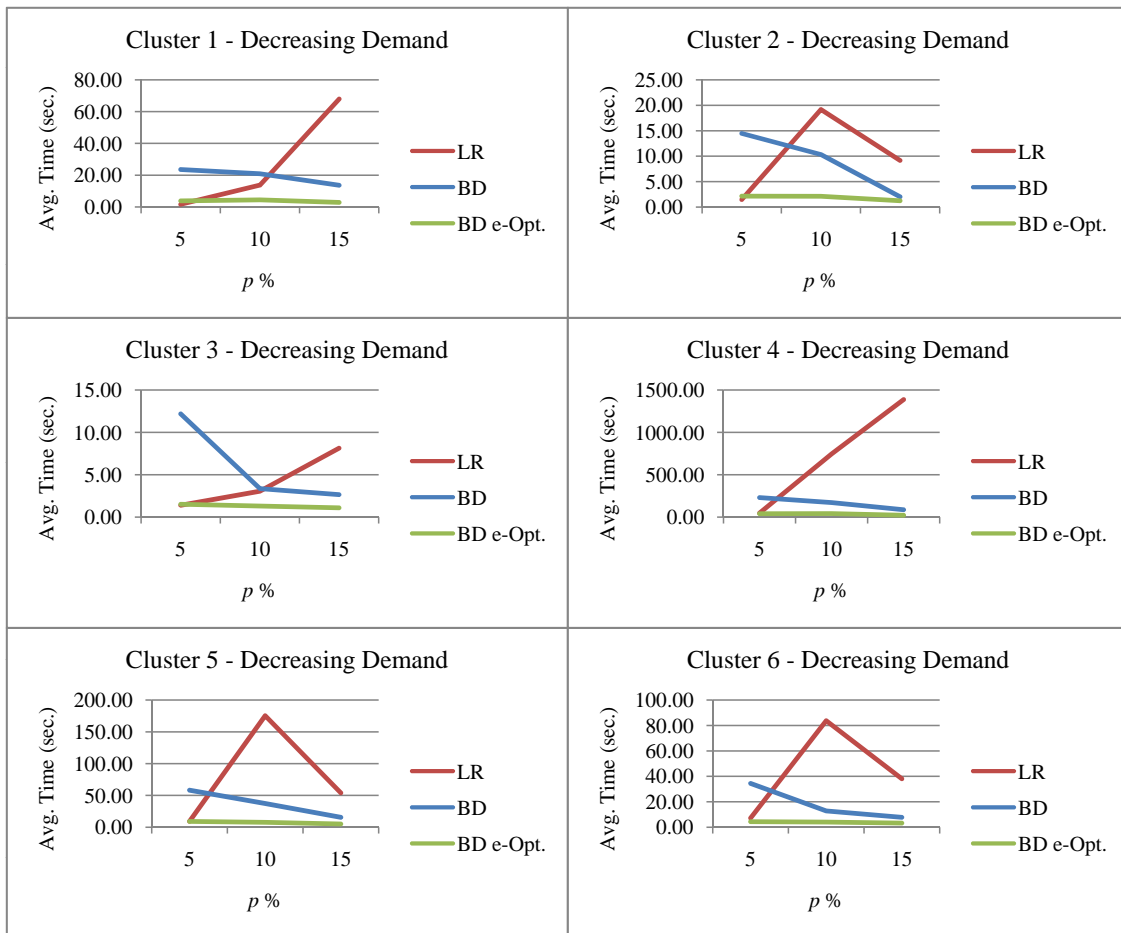 Cluster 1 - Decreasing Demand
Avg. Time (sec.)
80.00
60.00
40.00
20.00
0.00
5 10 15
p %
LR
BD
BD e-Opt.
Cluster 2 - Decreasing Demand
Avg. Time (sec.)
25.00
20.00
15.00
10.00
5.00
0.00
5 10 15
p %
LR
BD
BD e-Opt.
Cluster 3 - Decreasing Demand
Avg. Time (sec.)
15.00
10.00
5.00
0.00
5 10 15
p %
LR
BD
BD e-Opt.
Cluster 4 - Decreasing Demand
Avg. Time (sec.)
1500.00
1000.00
500.00
0.00
5 10 15
p %
LR
BD
BD e-Opt.
Cluster 5 - Decreasing Demand
Avg. Time (sec.)
200.00
150.00
100.00
50.00
0.00
5 10 15
p %
LR
BD
BD e-Opt.
Cluster 6 - Decreasing Demand
Avg. Time (sec.)
100.00
80.00
60.00
40.00
20.00
0.00
5 10 15
p %
LR
BD
BD e-Opt.